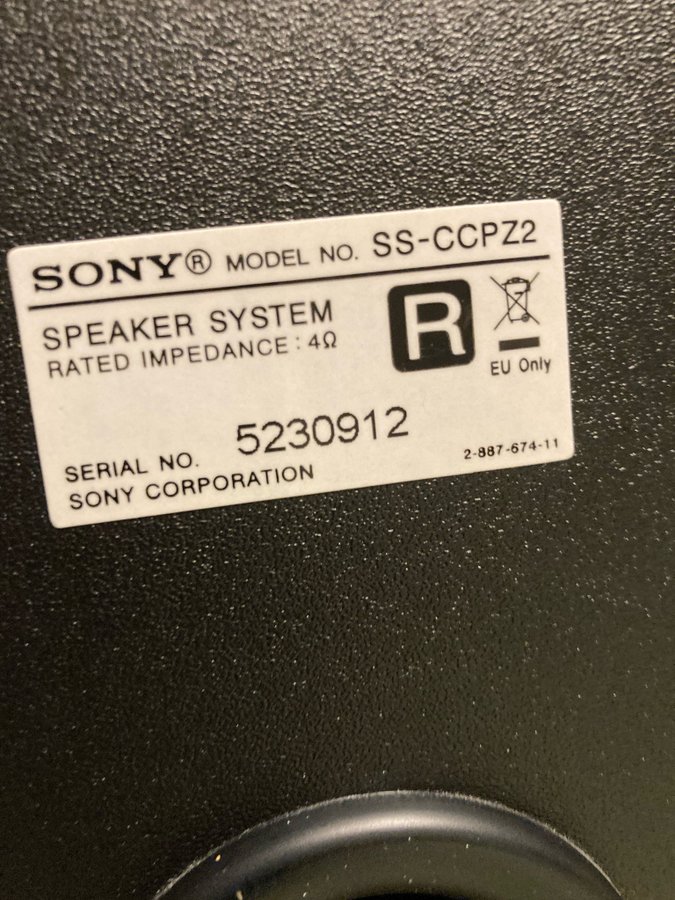 SONY® MODEL NO. SS-CCPZ2
SPEAKER SYSTEM
RATED IMPEDANCE : 4Ω
R
EU Only
SERIAL NO. 5230912
SONY CORPORATION
2-887-674-11